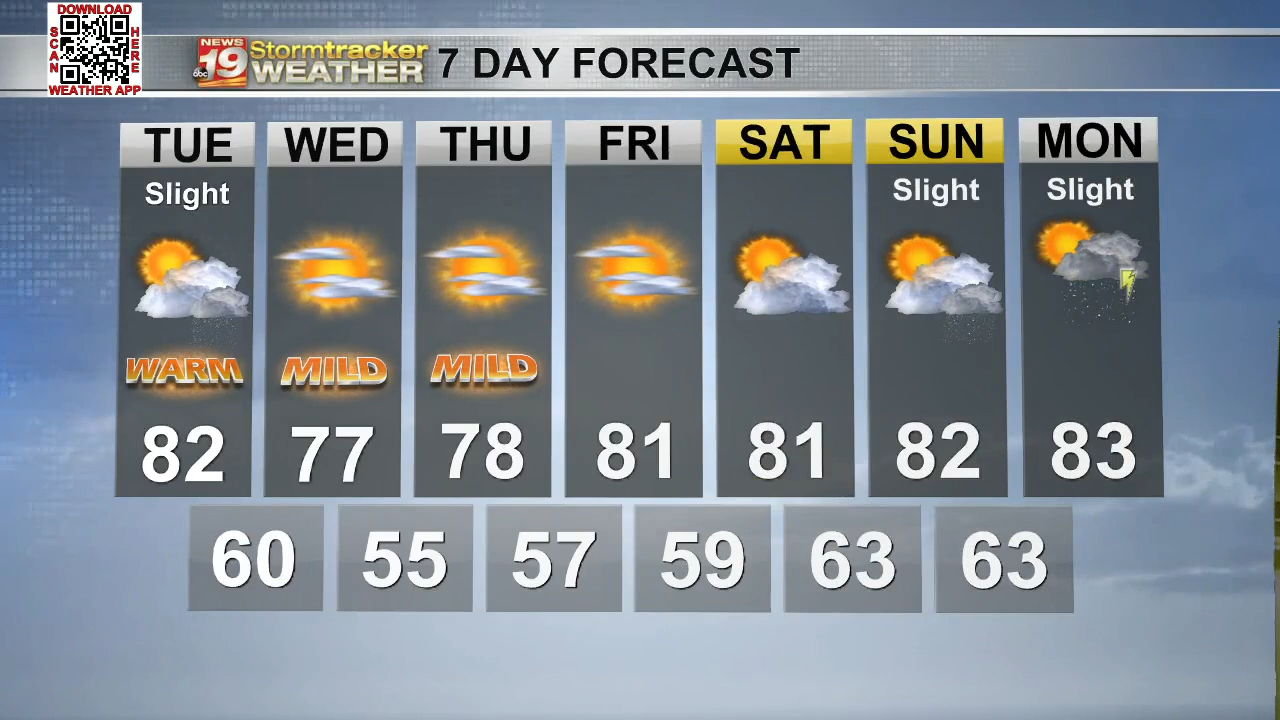 DOWNLOAD
SCAN
HERE
WEATHER APP
NEWS
abc 19
Stormtracker
WEATHER
7 DAY FORECAST
TUE WED THU FRI SAT SUN MON
Slight Slight Slight
WARM MILD MILD
82 77 78 81 81 82 83
60 55 57 59 63 63